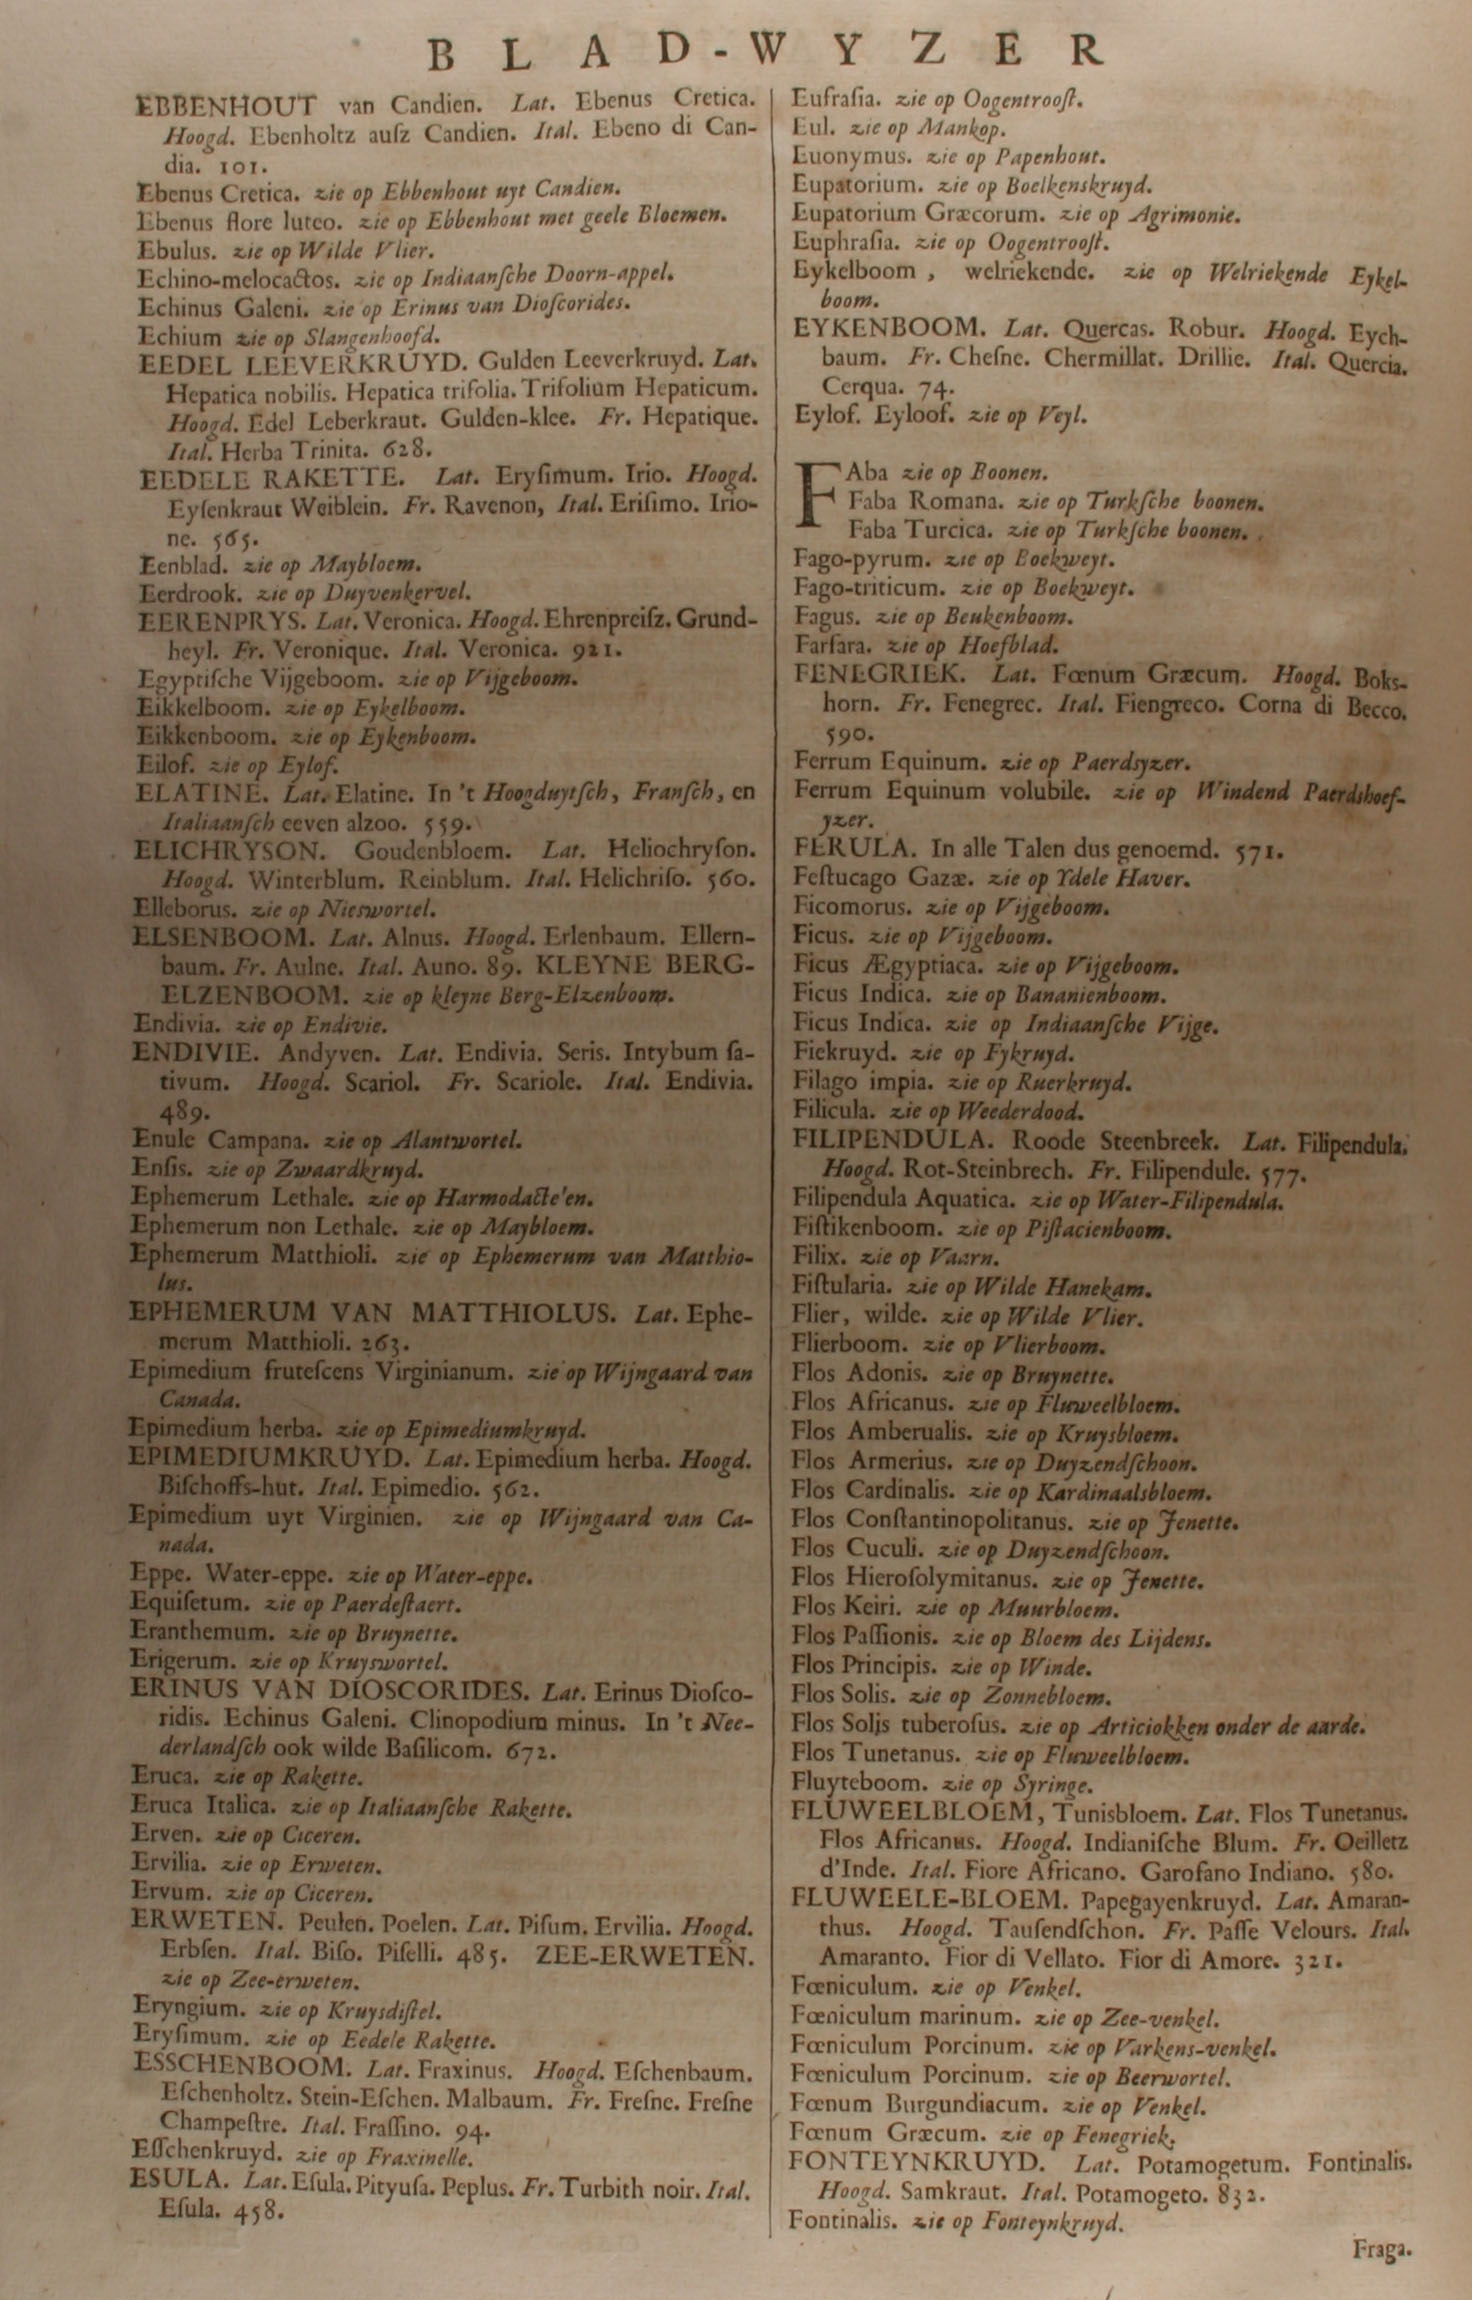 BLAD-WYZER
EBBENHOUT van Candien. Lat. Ebenus Cretica.
Hoogd. Ebenholtz auſz Candien. Ital. Ebeno di Can-
dia. 101.
Ebenus Cretica. zie op Ebbenhout uyt Candien.
Ebenus flore luteo. zie op Ebbenhout met geele Bloemen.
Ebulus. zie op Wilde Vlier.
Echino-melocactos. zie op Indiaanſche Doorn-appel.
Echinus Galeni. zie op Erinus van Dioſcorides.
Echium zie op Slangenhoofd.
EEDEL LEEVERKRUYD. Gulden Leeverkruyd. Lat.
Hepatica nobilis. Hepatica trifolia. Trifolium Hepaticum.
Hoogd. Edel Leberkraut. Gulden-klee. Fr. Hepatique.
Ital. Herba Trinita. 628.
EEDELE RAKETTE. Lat. Eryſimum. Irio. Hoogd.
Eyſenkraut Weiblein. Fr. Ravenon, Ital. Eriſimo. Irio-
ne. 565.
Eenblad. zie op Maybloem.
Eerdrook. zie op Duyvenkervel.
EERENPRYS. Lat. Veronica. Hoogd. Ehrenpreiſz. Grund-
heyl. Fr. Veronique. Ital. Veronica. 921.
Egyptiſche Vijgeboom. zie op Vijgeboom.
Eikkelboom. zie op Eykelboom.
Eikkenboom. zie op Eykenboom.
Eilof. zie op Eylof.
ELATINE. Lat. Elatine. In 't Hoogduytſch, Franſch, en
Italiaanſch eeven alzoo. 559.
ELICHRYSON. Goudenbloem. Lat. Heliochryſon.
Hoogd. Winterblum. Reinblum. Ital. Helichriſo. 560.
Elleborus. zie op Nieswortel.
ELSENBOOM. Lat. Alnus. Hoogd. Erlenbaum. Ellern-
baum. Fr. Aulne. Ital. Auno. 89. KLEYNE BERG-
ELZENBOOM. zie op kleyne Berg-Elzenboom.
Endivia. zie op Endivie.
ENDIVIE. Andyven. Lat. Endivia. Seris. Intybum ſa-
tivum. Hoogd. Scariol. Fr. Scariole. Ital. Endivia.
489.
Enule Campana. zie op Alantwortel.
Enſis. zie op Zwaardkruyd.
Ephemerum Lethale. zie op Harmodacte'en.
Ephemerum non Lethale. zie op Maybloem.
Ephemerum Matthioli. zie op Ephemerum van Matthio-
lus.
EPHEMERUM VAN MATTHIOLUS. Lat. Ephe-
merum Matthioli. 263.
Epimedium fruteſcens Virginianum. zie op Wijngaard van
Canada.
Epimedium herba. zie op Epimediumkruyd.
EPIMEDIUMKRUYD. Lat. Epimedium herba. Hoogd.
Biſchoffs-hut. Ital. Epimedio. 562.
Epimedium uyt Virginien. zie op Wijngaard van Ca-
nada.
Eppe. Water-eppe. zie op Water-eppe.
Equiſetum. zie op Paerdeſtaert.
Eranthemum. zie op Bruynette.
Erigerum. zie op Kruyswortel.
ERINUS VAN DIOSCORIDES. Lat. Erinus Dioſco-
ridis. Echinus Galeni. Clinopodium minus. In 't Nee-
derlandſch ook wilde Baſilicom. 672.
Eruca. zie op Rakette.
Eruca Italica. zie op Italiaanſche Rakette.
Erven. zie op Ciceren.
Ervilia. zie op Erweten.
Ervum. zie op Ciceren.
ERWETEN. Peulen. Poelen. Lat. Piſum. Ervilia. Hoogd.
Erbſen. Ital. Biſo. Piſelli. 485. ZEE-ERWETEN.
zie op Zee-erweten.
Eryngium. zie op Kruysdiſtel.
Eryſimum. zie op Eedele Rakette.
ESSCHENBOOM. Lat. Fraxinus. Hoogd. Eſchenbaum.
Eſchenholtz. Stein-Eſchen. Malbaum. Fr. Freſne. Freſne
Champeſtre. Ital. Fraſſino. 94.
Eſſchenkruyd. zie op Fraxinelle.
ESULA. Lat. Eſula. Pityuſa. Peplus. Fr. Turbith noir. Ital.
Eſula. 458.
Eufraſia. zie op Oogentrooſt.
Eul. zie op Mankop.
Euonymus. zie op Papenhout.
Eupatorium. zie op Boelkenskruyd.
Eupatorium Græcorum. zie op Agrimonie.
Euphraſia. zie op Oogentrooſt.
Eykelboom, welriekende. zie op Welriekende Eykel-
boom.
EYKENBOOM. Lat. Quercas. Robur. Hoogd. Eych-
baum. Fr. Cheſne. Chermillat. Drillie. Ital. Quercia.
Cerqua. 74.
Eylof. Eyloof. zie op Veyl.
FAba zie op Boonen.
Faba Romana. zie op Turkſche boonen.
Faba Turcica. zie op Turkſche boonen.
Fago-pyrum. zie op Boekweyt.
Fago-triticum. zie op Boekweyt.
Fagus. zie op Beukenboom.
Farfara. zie op Hoefblad.
FENEGRIEK. Lat. Fœnum Græcum. Hoogd. Boks-
horn. Fr. Fenegrec. Ital. Fiengreco. Corna di Becco.
590.
Ferrum Equinum. zie op Paerdsyzer.
Ferrum Equinum volubile. zie op Windend Paerdshoef-
yzer.
FERULA. In alle Talen dus genoemd. 571.
Feſtucago Gazæ. zie op Ydele Haver.
Ficomorus. zie op Vijgeboom.
Ficus. zie op Vijgeboom.
Ficus Ægyptiaca. zie op Vijgeboom.
Ficus Indica. zie op Bananienboom.
Ficus Indica. zie op Indiaanſche Vijge.
Fiekruyd. zie op Fykruyd.
Filago impia. zie op Ruerkruyd.
Filicula. zie op Weederdood.
FILIPENDULA. Roode Steenbreek. Lat. Filipendula.
Hoogd. Rot-Steinbrech. Fr. Filipendule. 577.
Filipendula Aquatica. zie op Water-Filipendula.
Fiſtikenboom. zie op Piſtacienboom.
Filix. zie op Vaarn.
Fiſtularia. zie op Wilde Hanekam.
Flier, wilde. zie op Wilde Vlier.
Flierboom. zie op Vlierboom.
Flos Adonis. zie op Bruynette.
Flos Africanus. zie op Fluweelbloem.
Flos Ambervalis. zie op Kruysbloem.
Flos Armerius. zie op Duyzendſchoon.
Flos Cardinalis. zie op Kardinaalsbloem.
Flos Conſtantinopolitanus. zie op Jenette.
Flos Cuculi. zie op Duyzendſchoon.
Flos Hieroſolymitanus. zie op Jenette.
Flos Keiri. zie op Muurbloem.
Flos Paſſionis. zie op Bloem des Lijdens.
Flos Principis. zie op Winde.
Flos Solis. zie op Zonnebloem.
Flos Solis tuberoſus. zie op Articiokken onder de aarde.
Flos Tunetanus. zie op Fluweelbloem.
Fluyteboom. zie op Syringe.
FLUWEELBLOEM, Tunisbloem. Lat. Flos Tunetanus.
Flos Africanus. Hoogd. Indianiſche Blum. Fr. Oeilletz
d'Inde. Ital. Fiore Africano. Garofano Indiano. 580.
FLUWEELE-BLOEM. Papegayenkruyd. Lat. Amaran-
thus. Hoogd. Tauſendſchon. Fr. Paſſe Velours. Ital.
Amaranto. Fior di Vellato. Fior di Amore. 321.
Fœniculum. zie op Venkel.
Fœniculum marinum. zie op Zee-venkel.
Fœniculum Porcinum. zie op Varkens-venkel.
Fœniculum Porcinum. zie op Beerwortel.
Fœnum Burgundiacum. zie op Venkel.
Fœnum Græcum. zie op Fenegriek.
FONTEYNKRUYD. Lat. Potamogetum. Fontinalis.
Hoogd. Samkraut. Ital. Potamogeto. 832.
Fontinalis. zie op Fonteynkruyd.
Fraga.